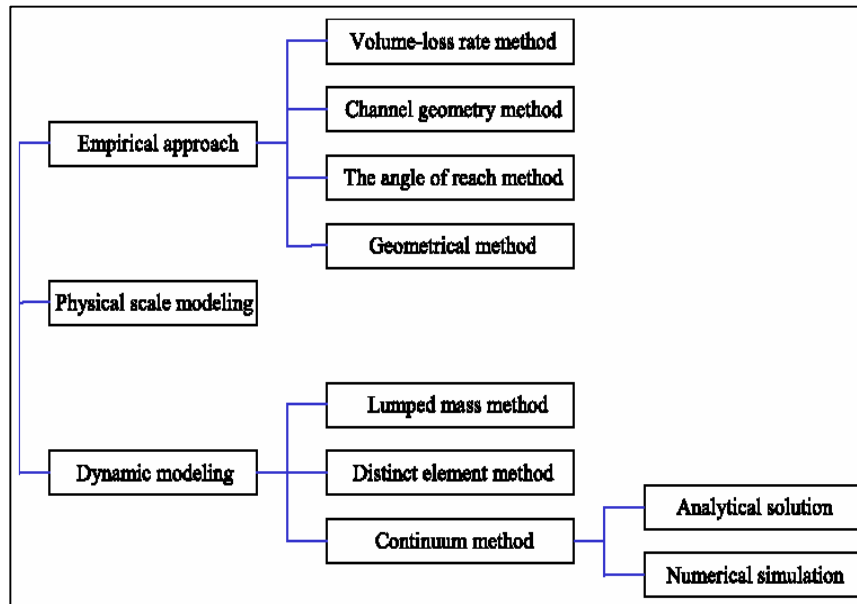 Volume-loss rate method
Channel geometry method
Empirical approach
The angle of reach method
Geometrical method
Physical scale modeling
Lumped mass method
Dynamic modeling
Distinct element method
Continuum method
Analytical solution
Numerical simulation